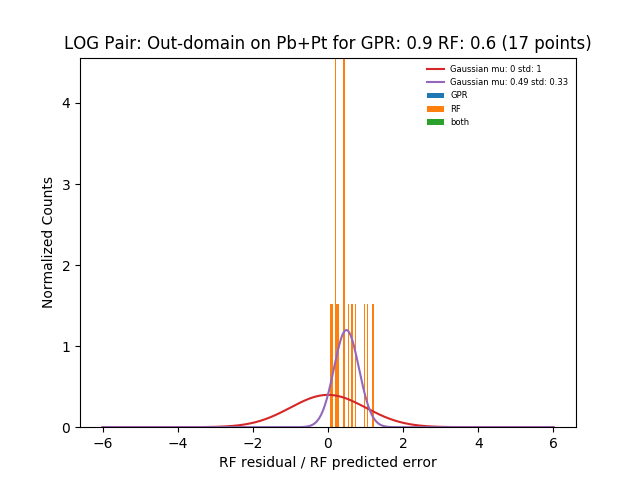 LOG Pair: Out-domain on Pb+Pt for GPR: 0.9 RF: 0.6 (17 points)
Gaussian mu: 0 std: 1
Gaussian mu: 0.49 std: 0.33
GPR
RF
both
Normalized Counts
4
3
2
1
0
−6 −4 −2 0 2 4 6
RF residual / RF predicted error